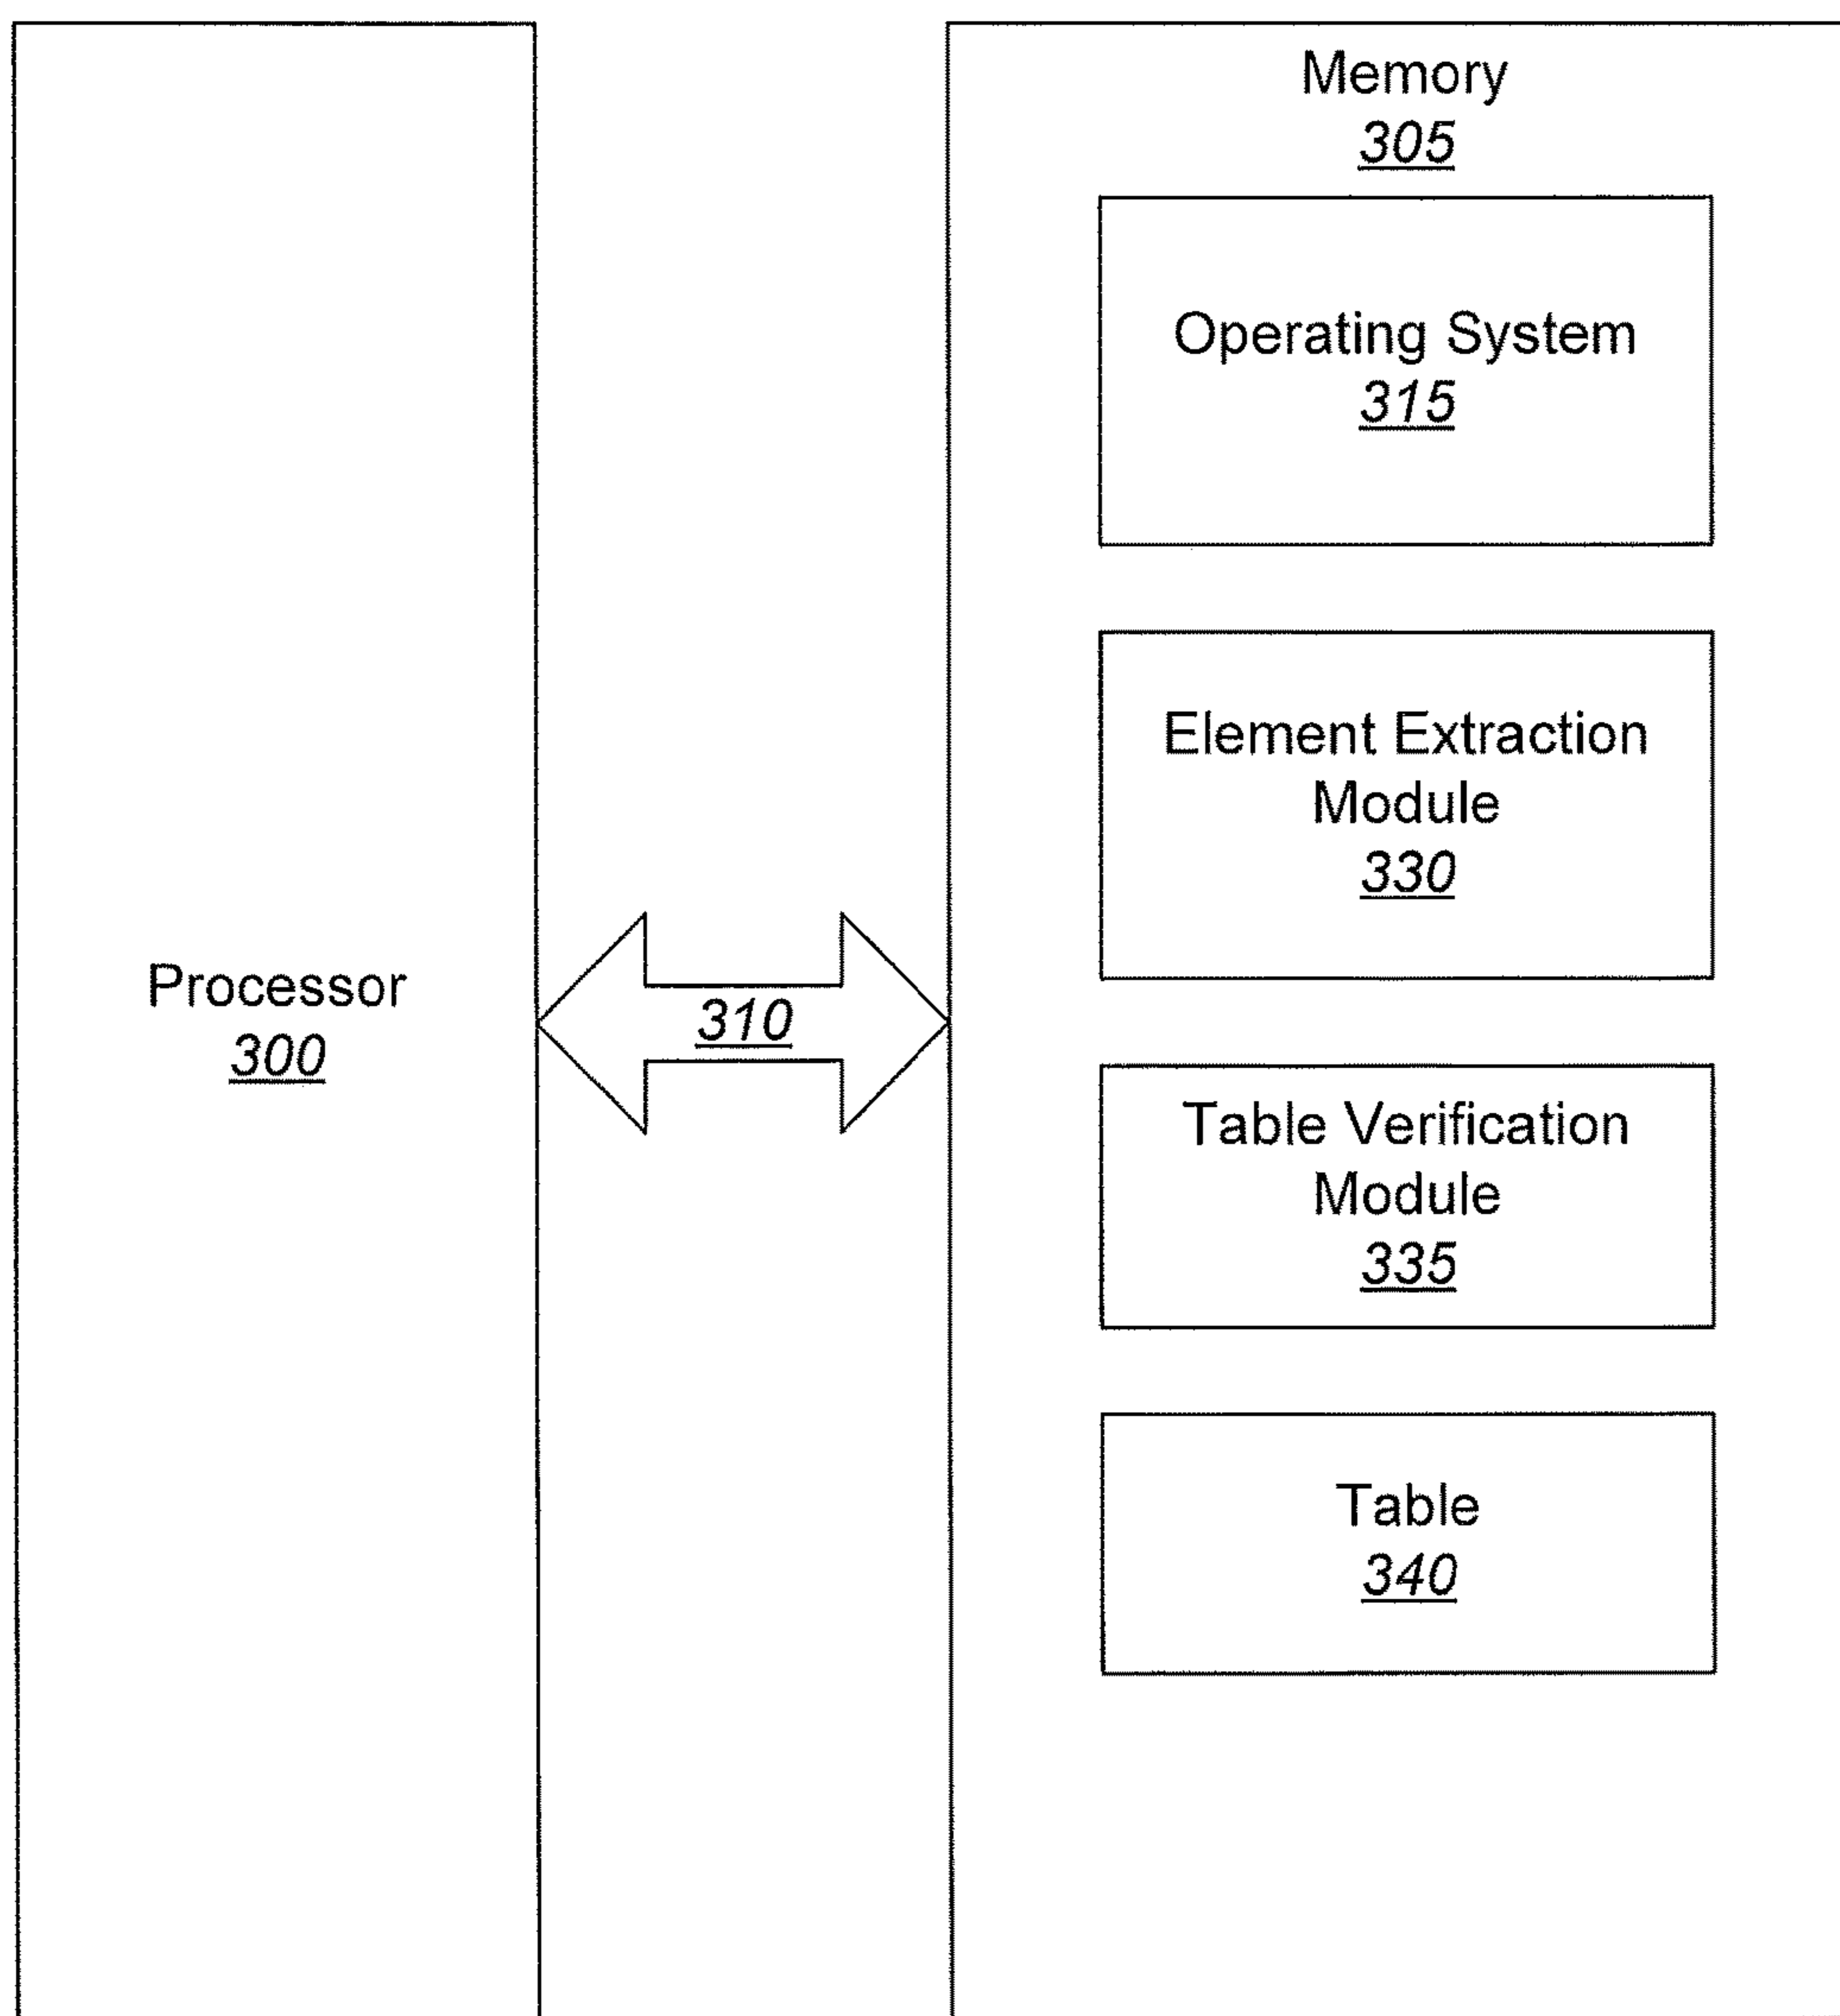 Processor
300
310
Memory
305
Operating System
315
Element Extraction
Module
330
Table Verification
Module
335
Table
340